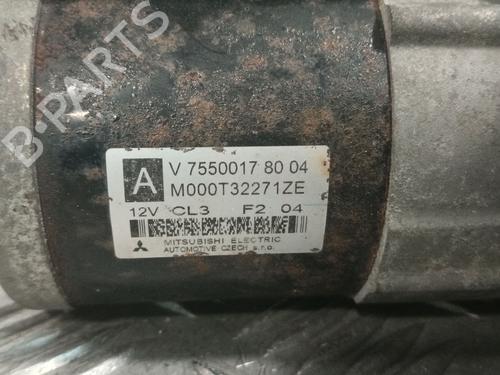 B-PARTS
A
V 7550017 80 04
M000T32271ZE
12V CL3 F2 04
MITSUBISHI ELECTRIC
AUTOMOTIVE CZECH s.r.o.